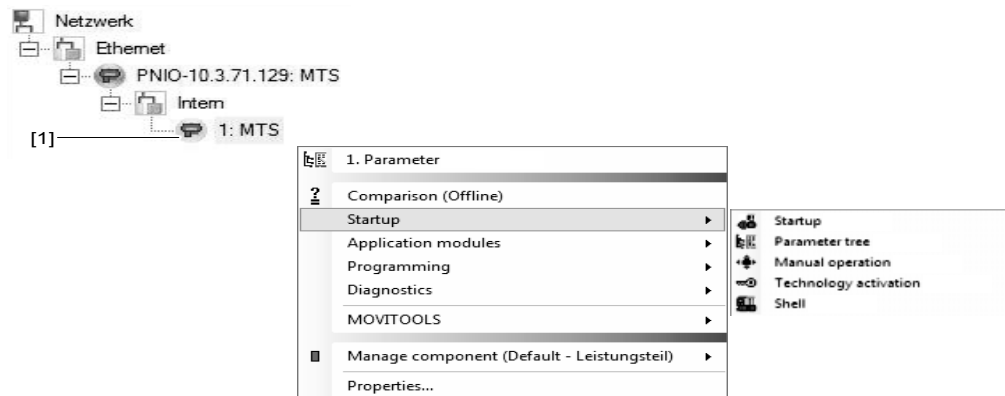 Netzwerk
Ethernet
PNIO-10.3.71.129: MTS
Intern
[1] 1: MTS
1. Parameter
Comparison (Offline)
Startup
Application modules
Programming
Diagnostics
MOVITOOLS
Manage component (Default - Leistungsteil)
Properties...
Startup
Parameter tree
Manual operation
Technology activation
Shell